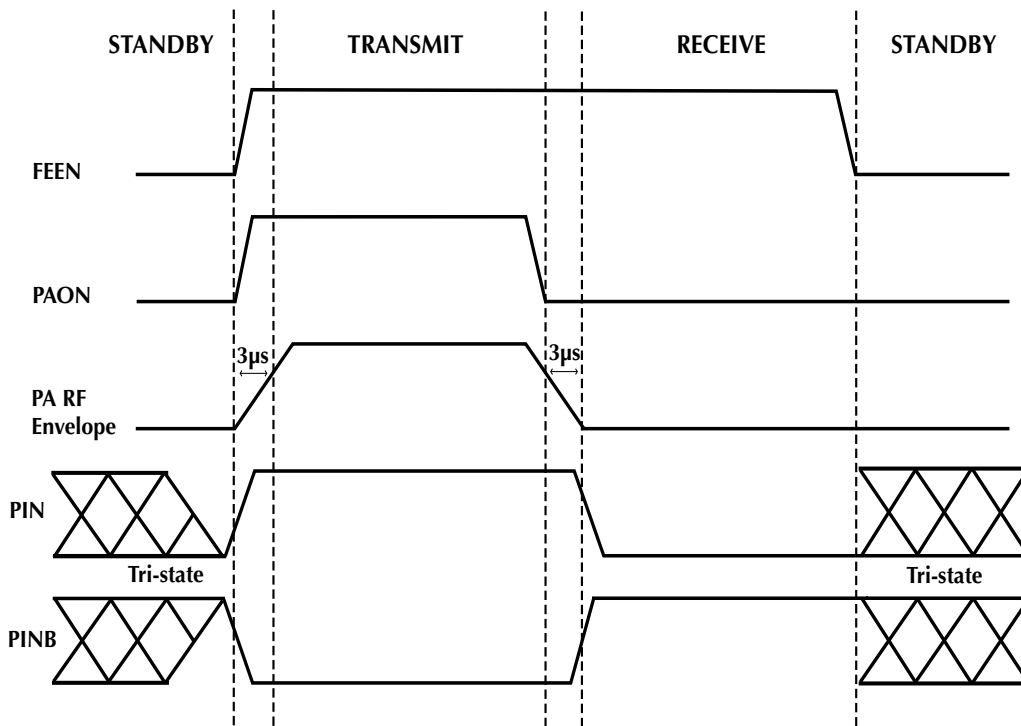 STANDBY TRANSMIT RECEIVE STANDBY
FEEN
PAON
3µs 3µs
PA RF
Envelope
PIN
Tri-state Tri-state
PINB